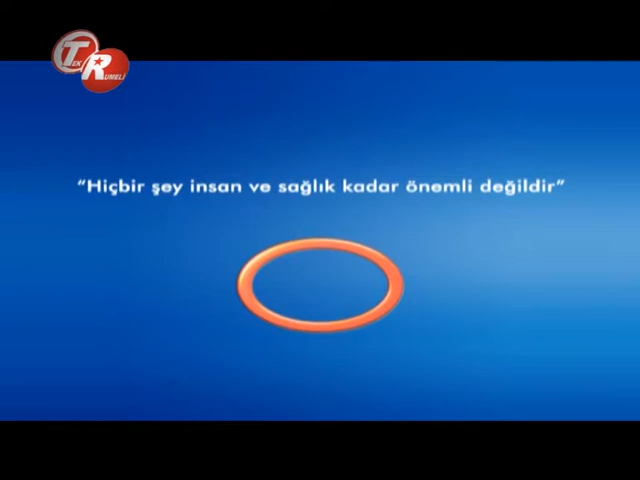 TEK
RUMELİ
“Hiçbir şey insan ve sağlık kadar önemli değildir”